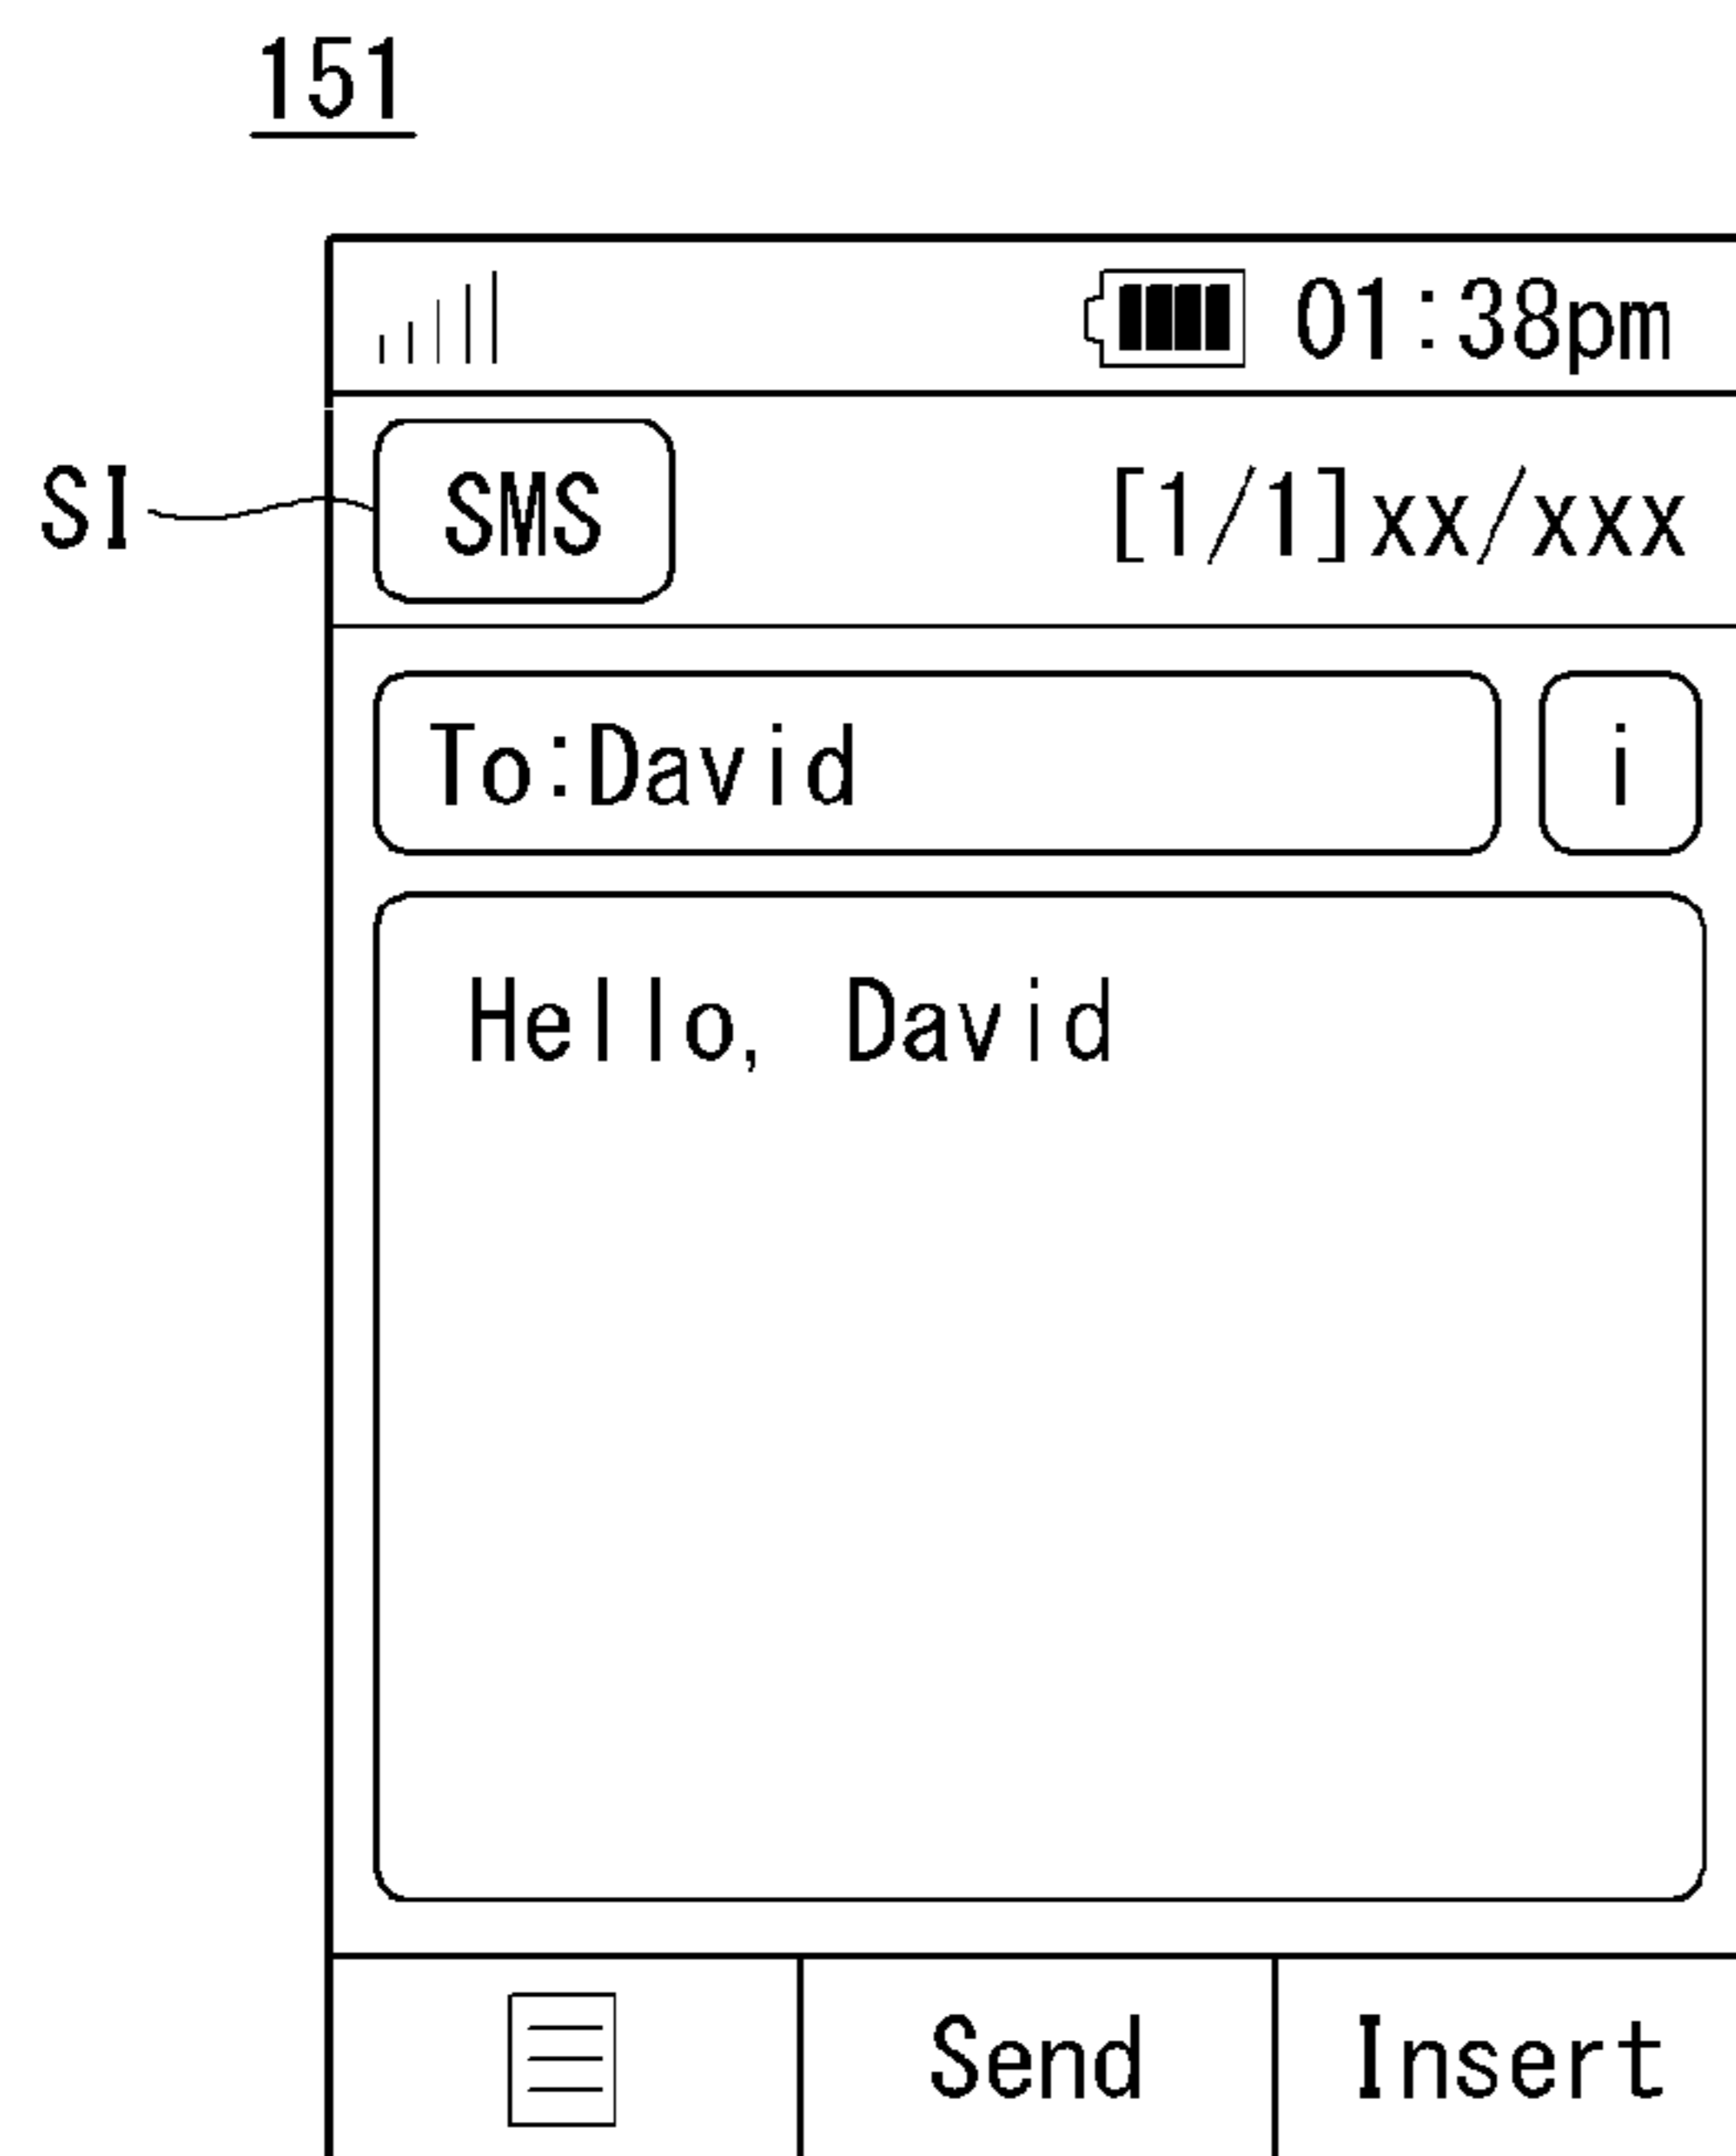 151
01:38pm
SI SMS [1/1]xx/xxx
To:David i
Hello, David
Send Insert